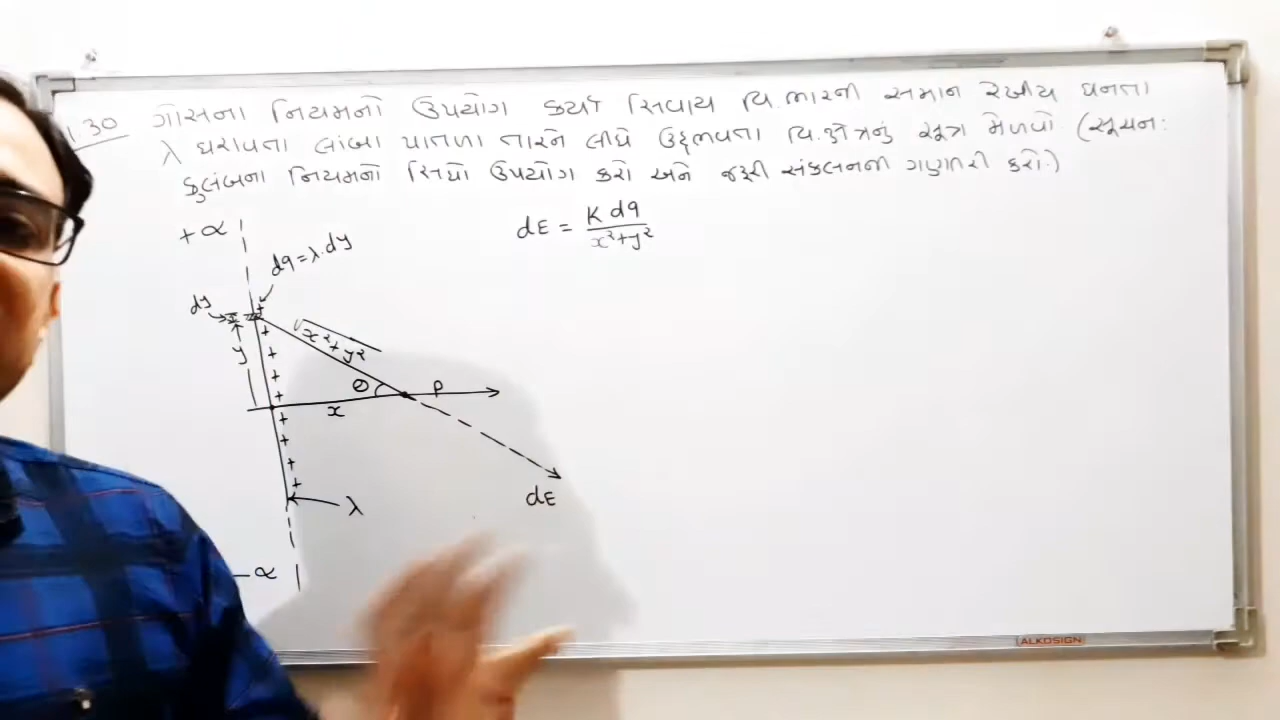 1.30 ગૉસના નિયમનો ઉપયોગ કર્યા સિવાય વિ.ભારની સમાન રેખીય ઘનતા
λ ધરાવતા લાંબા પાતળા તારને લીધે ઉદ્દભવતા વિ.ક્ષેત્રનું સૂત્ર મેળવો (સૂચન:
કુલંબના નિયમનો સિધો ઉપયોગ કરો અને જરૂરી સંકલનની ગણતરી કરો.)
dE = K dq / x²+y²
+∝
dq = λ.dy
dy
y
√x²+y²
θ
P
x
dE
λ
-∝
ALKOSIGN